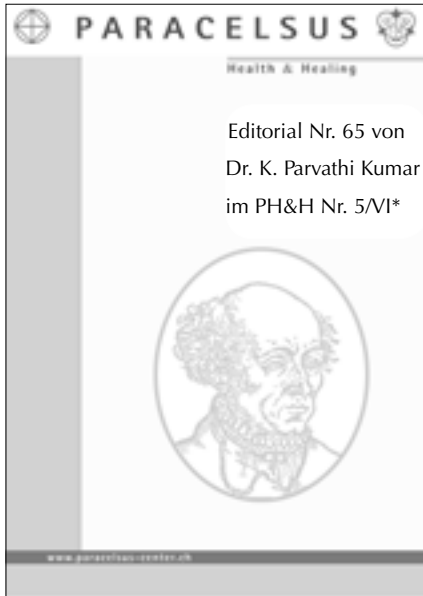 PARACELSUS
Health & Healing
Editorial Nr. 65 von
Dr. K. Parvathi Kumar
im PH&H Nr. 5/VI*
www.paracelsus-center.ch